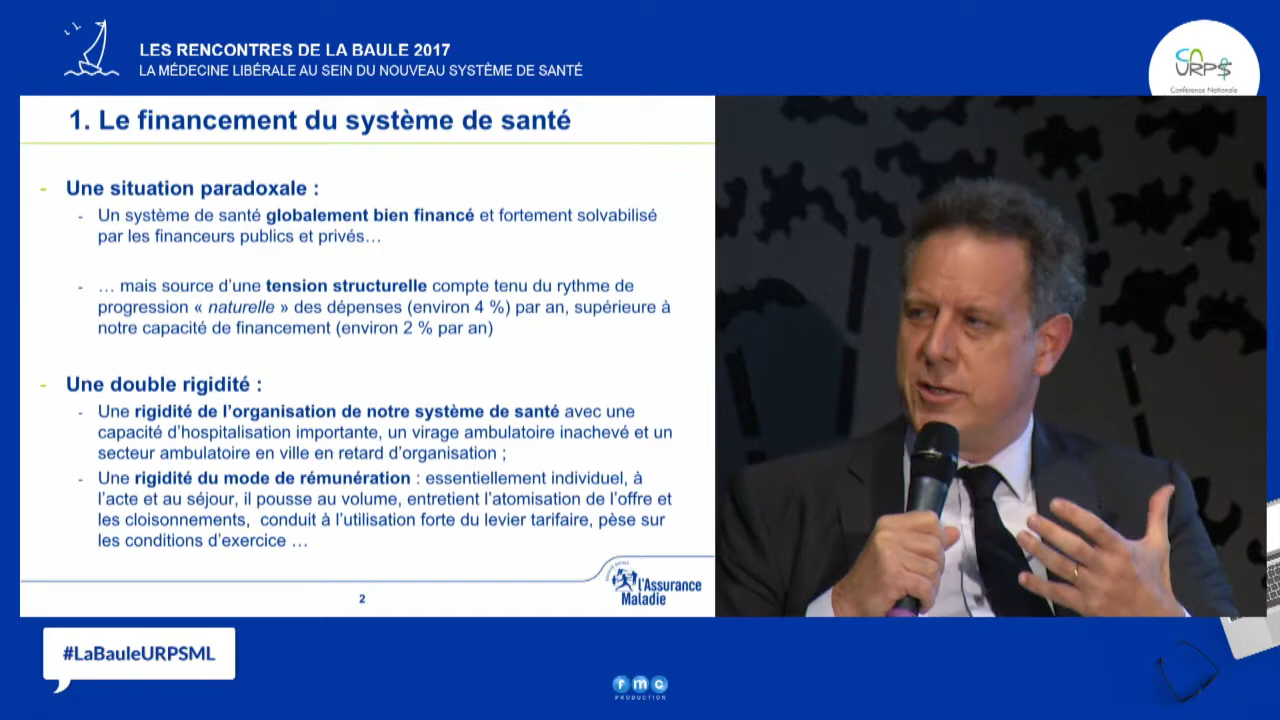 LES RENCONTRES DE LA BAULE 2017
LA MÉDECINE LIBÉRALE AU SEIN DU NOUVEAU SYSTÈME DE SANTÉ
CN
URPS
Conférence Nationale
1. Le financement du système de santé
- Une situation paradoxale :
- Un système de santé globalement bien financé et fortement solvabilisé
par les financeurs publics et privés…
- … mais source d’une tension structurelle compte tenu du rythme de
progression « naturelle » des dépenses (environ 4 %) par an, supérieure à
notre capacité de financement (environ 2 % par an)
- Une double rigidité :
- Une rigidité de l’organisation de notre système de santé avec une
capacité d’hospitalisation importante, un virage ambulatoire inachevé et un
secteur ambulatoire en ville en retard d’organisation ;
- Une rigidité du mode de rémunération : essentiellement individuel, à
l’acte et au séjour, il pousse au volume, entretient l’atomisation de l’offre et
les cloisonnements, conduit à l’utilisation forte du levier tarifaire, pèse sur
les conditions d’exercice …
l'Assurance
Maladie
2
#LaBauleURPSML
fmc
PRODUCTION